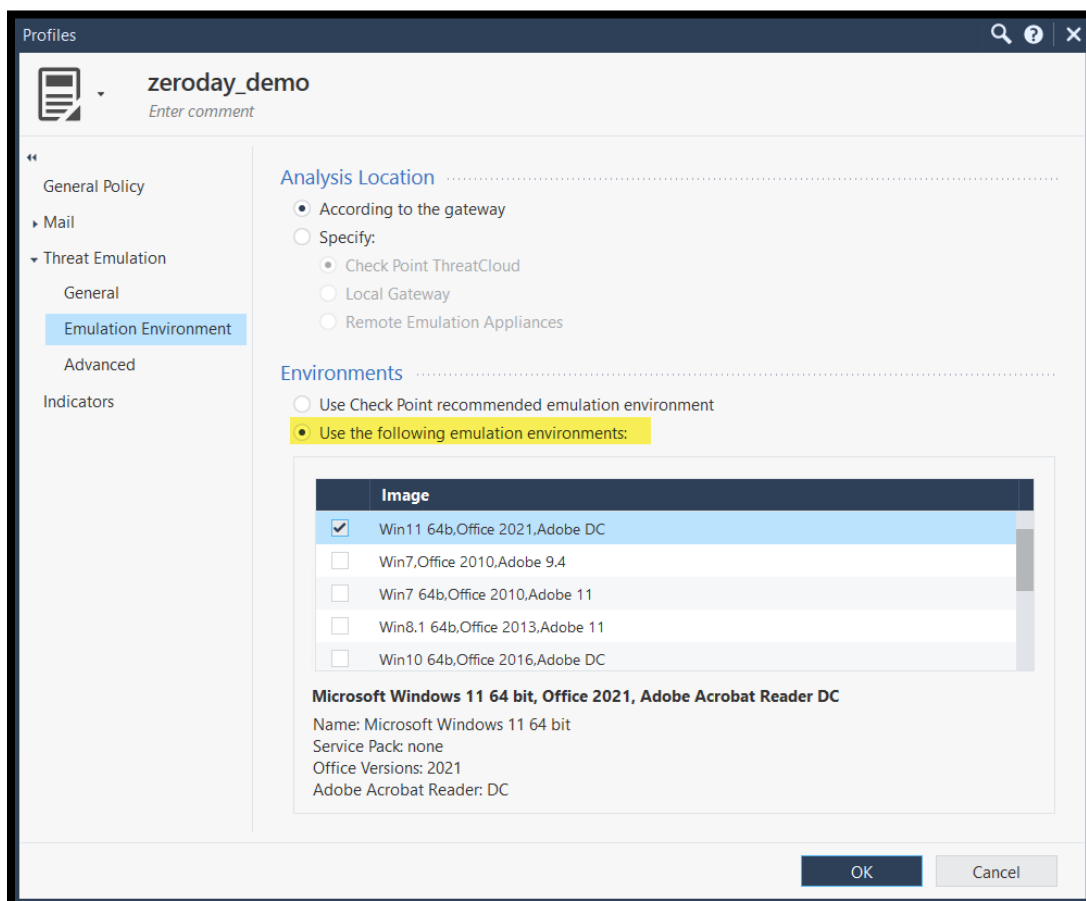 Profiles
zeroday_demo
Enter comment
General Policy
Mail
Threat Emulation
General
Emulation Environment
Advanced
Indicators
Analysis Location
According to the gateway
Specify:
Check Point ThreatCloud
Local Gateway
Remote Emulation Appliances
Environments
Use Check Point recommended emulation environment
Use the following emulation environments:
Image
Win11 64b,Office 2021,Adobe DC
Win7,Office 2010,Adobe 9.4
Win7 64b,Office 2010,Adobe 11
Win8.1 64b,Office 2013,Adobe 11
Win10 64b,Office 2016,Adobe DC
Microsoft Windows 11 64 bit, Office 2021, Adobe Acrobat Reader DC
Name: Microsoft Windows 11 64 bit
Service Pack: none
Office Versions: 2021
Adobe Acrobat Reader: DC
OK
Cancel